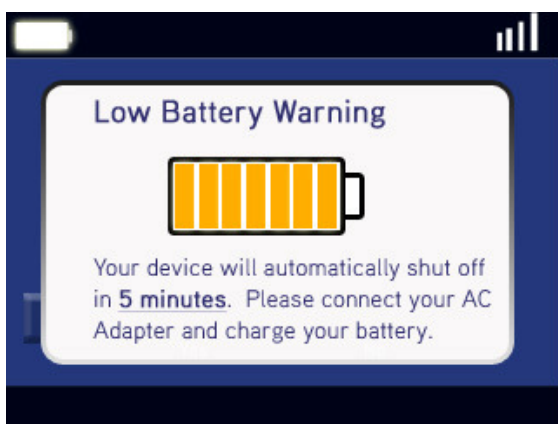 Low Battery Warning
Your device will automatically shut off
in 5 minutes. Please connect your AC
Adapter and charge your battery.